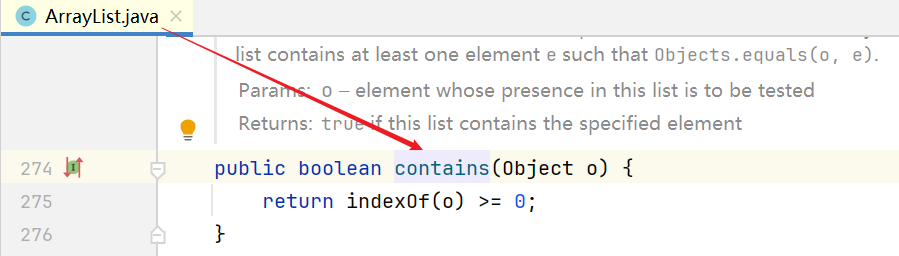 ArrayList.java
list contains at least one element e such that Objects.equals(o, e).
Params: o – element whose presence in this list is to be tested
Returns: true if this list contains the specified element
274 public boolean contains(Object o) {
275 return indexOf(o) >= 0;
276 }